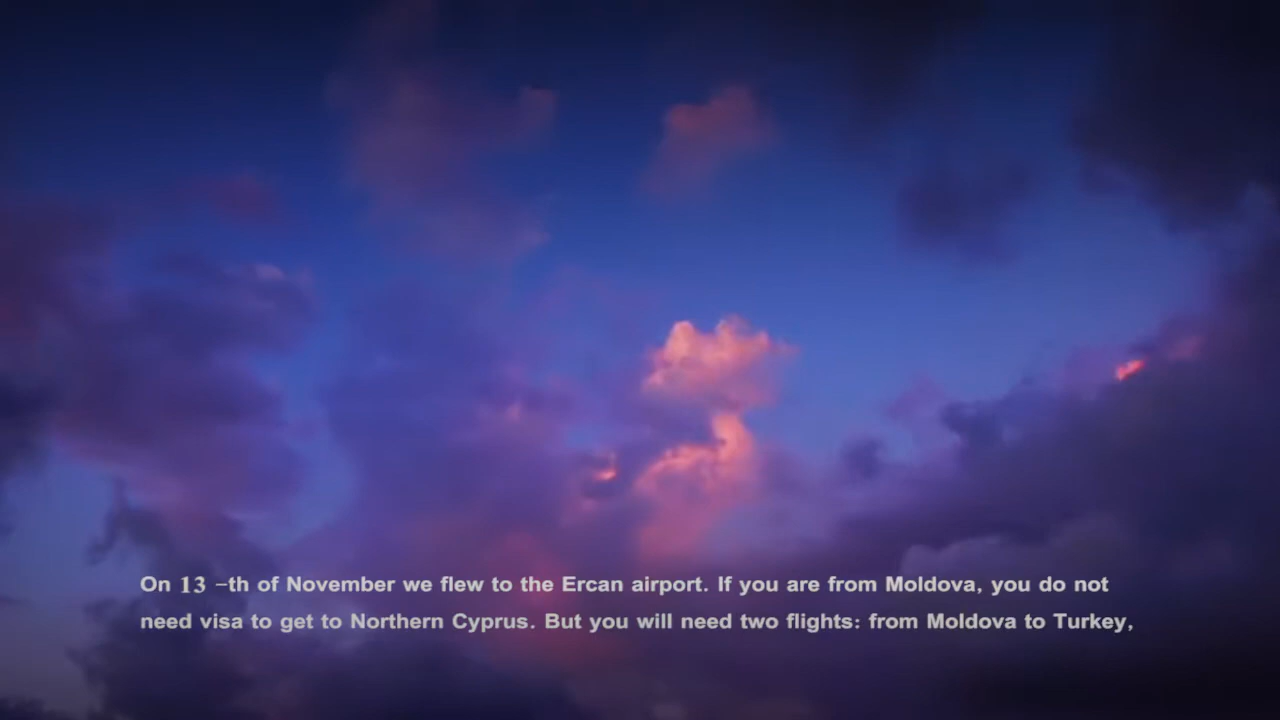 On 13 –th of November we flew to the Ercan airport. If you are from Moldova, you do not
need visa to get to Northern Cyprus. But you will need two flights: from Moldova to Turkey,